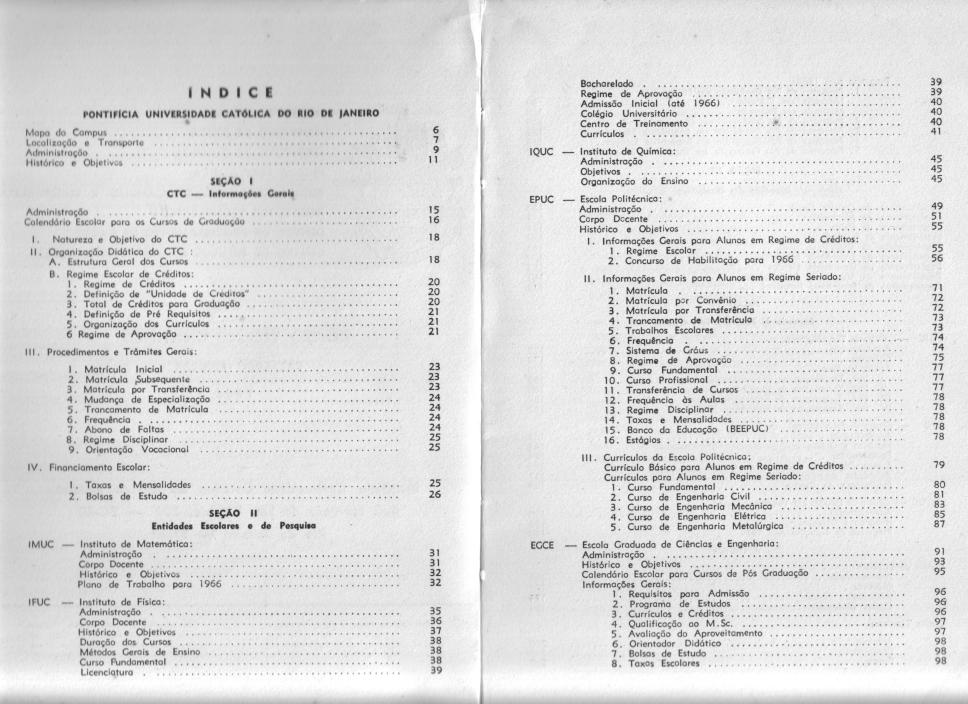 ÍNDICE
PONTIFÍCIA UNIVERSIDADE CATÓLICA DO RIO DE JANEIRO
Mapa do Campus 6
Localização e Transporte 7
Administração 9
Histórico e Objetivos 11
SEÇÃO I
CTC — Informações Gerais
Administração 15
Calendário Escolar para os Cursos de Graduação 16
I. Natureza e Objetivo do CTC 18
II. Organização Didática do CTC :
A. Estrutura Geral dos Cursos 18
B. Regime Escolar de Créditos:
1. Regime de Créditos 20
2. Definição de "Unidade de Créditos" 20
3. Total de Créditos para Graduação 20
4. Definição de Pré Requisitos 21
5. Organização dos Currículos 21
6 Regime de Aprovação 21
III. Procedimentos e Trâmites Gerais:
1. Matrícula Inicial 23
2. Matrícula Subsequente 23
3. Matrícula por Transferência 23
4. Mudança de Especialização 24
5. Trancamento de Matrícula 24
6. Frequência 24
7. Abono de Faltas 24
8. Regime Disciplinar 25
9. Orientação Vocacional 25
IV. Financiamento Escolar:
1. Taxas e Mensalidades 25
2. Bolsas de Estudo 26
SEÇÃO II
Entidades Escolares e de Pesquisa
IMUC — Instituto de Matemática:
Administração 31
Corpo Docente 31
Histórico e Objetivos 32
Plano de Trabalho para 1966 32
IFUC — Instituto de Física:
Administração 35
Corpo Docente 36
Histórico e Objetivos 37
Duração dos Cursos 38
Métodos Gerais de Ensino 38
Curso Fundamental 38
Licenciatura 39
Bacharelado 39
Regime de Aprovação 39
Admissão Inicial (até 1966) 40
Colégio Universitário 40
Centro de Treinamento 40
Currículos 41
IQUC — Instituto de Química:
Administração 45
Objetivos 45
Organização do Ensino 45
EPUC — Escola Politécnica:
Administração 49
Corpo Docente 51
Histórico e Objetivos 55
I. Informações Gerais para Alunos em Regime de Créditos:
1. Regime Escolar 55
2. Concurso de Habilitação para 1966 56
II. Informações Gerais para Alunos em Regime Seriado:
1. Matrícula 71
2. Matrícula por Convênio 72
3. Matrícula por Transferência 72
4. Trancamento de Matrícula 73
5. Trabalhos Escolares 73
6. Frequência 74
7. Sistema de Gráus 74
8. Regime de Aprovação 75
9. Curso Fundamental 77
10. Curso Profissional 77
11. Transferência de Cursos 77
12. Frequência às Aulas 78
13. Regime Disciplinar 78
14. Taxas e Mensalidades 78
15. Banco da Educação (BEEPUC) 78
16. Estágios 78
III. Currículos da Escola Politécnica;
Currículo Básico para Alunos em Regime de Créditos 79
Currículos para Alunos em Regime Seriado:
1. Curso Fundamental 80
2. Curso de Engenharia Civil 81
3. Curso de Engenharia Mecânica 83
4. Curso de Engenharia Elétrica 85
5. Curso de Engenharia Metalúrgica 87
EGCE — Escola Graduada de Ciências e Engenharia:
Administração 91
Histórico e Objetivos 93
Calendário Escolar para Cursos de Pós Graduação 95
Informações Gerais:
1. Requisitos para Admissão 96
2. Programa de Estudos 96
3. Currículos e Créditos 96
4. Qualificação ao M.Sc. 97
5. Avaliação do Aproveitamento 97
6. Orientador Didático 98
7. Bolsas de Estudo 98
8. Taxas Escolares 98